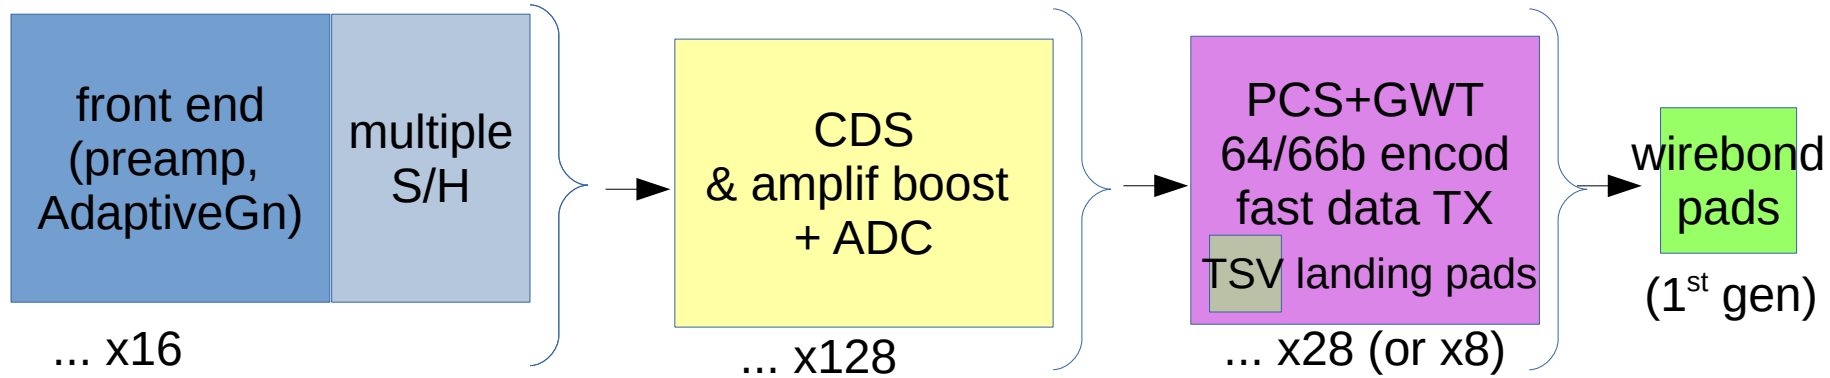 front end
(preamp,
AdaptiveGn)
multiple
S/H
... x16
CDS
& amplif boost
+ ADC
... x128
PCS+GWT
64/66b encod
fast data TX
TSV landing pads
... x28 (or x8)
wirebond
pads
(1st gen)